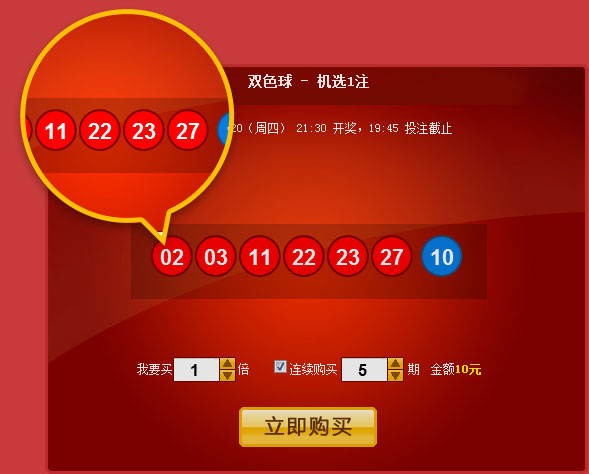 双色球 - 机选1注
11 22 23 27
20（周四） 21:30 开奖，19:45 投注截止
02 03 11 22 23 27 10
我要买 1 倍 连续购买 5 期 金额10元
立即购买